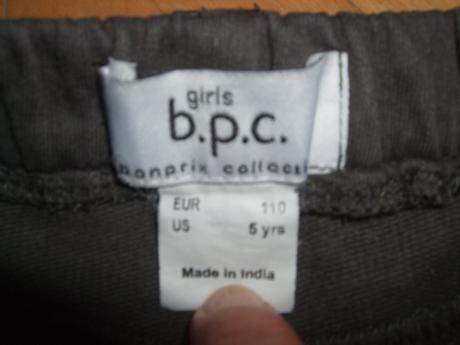 girls
b.p.c.
bonprix collecti
EUR 110
US 5 yrs
Made in India